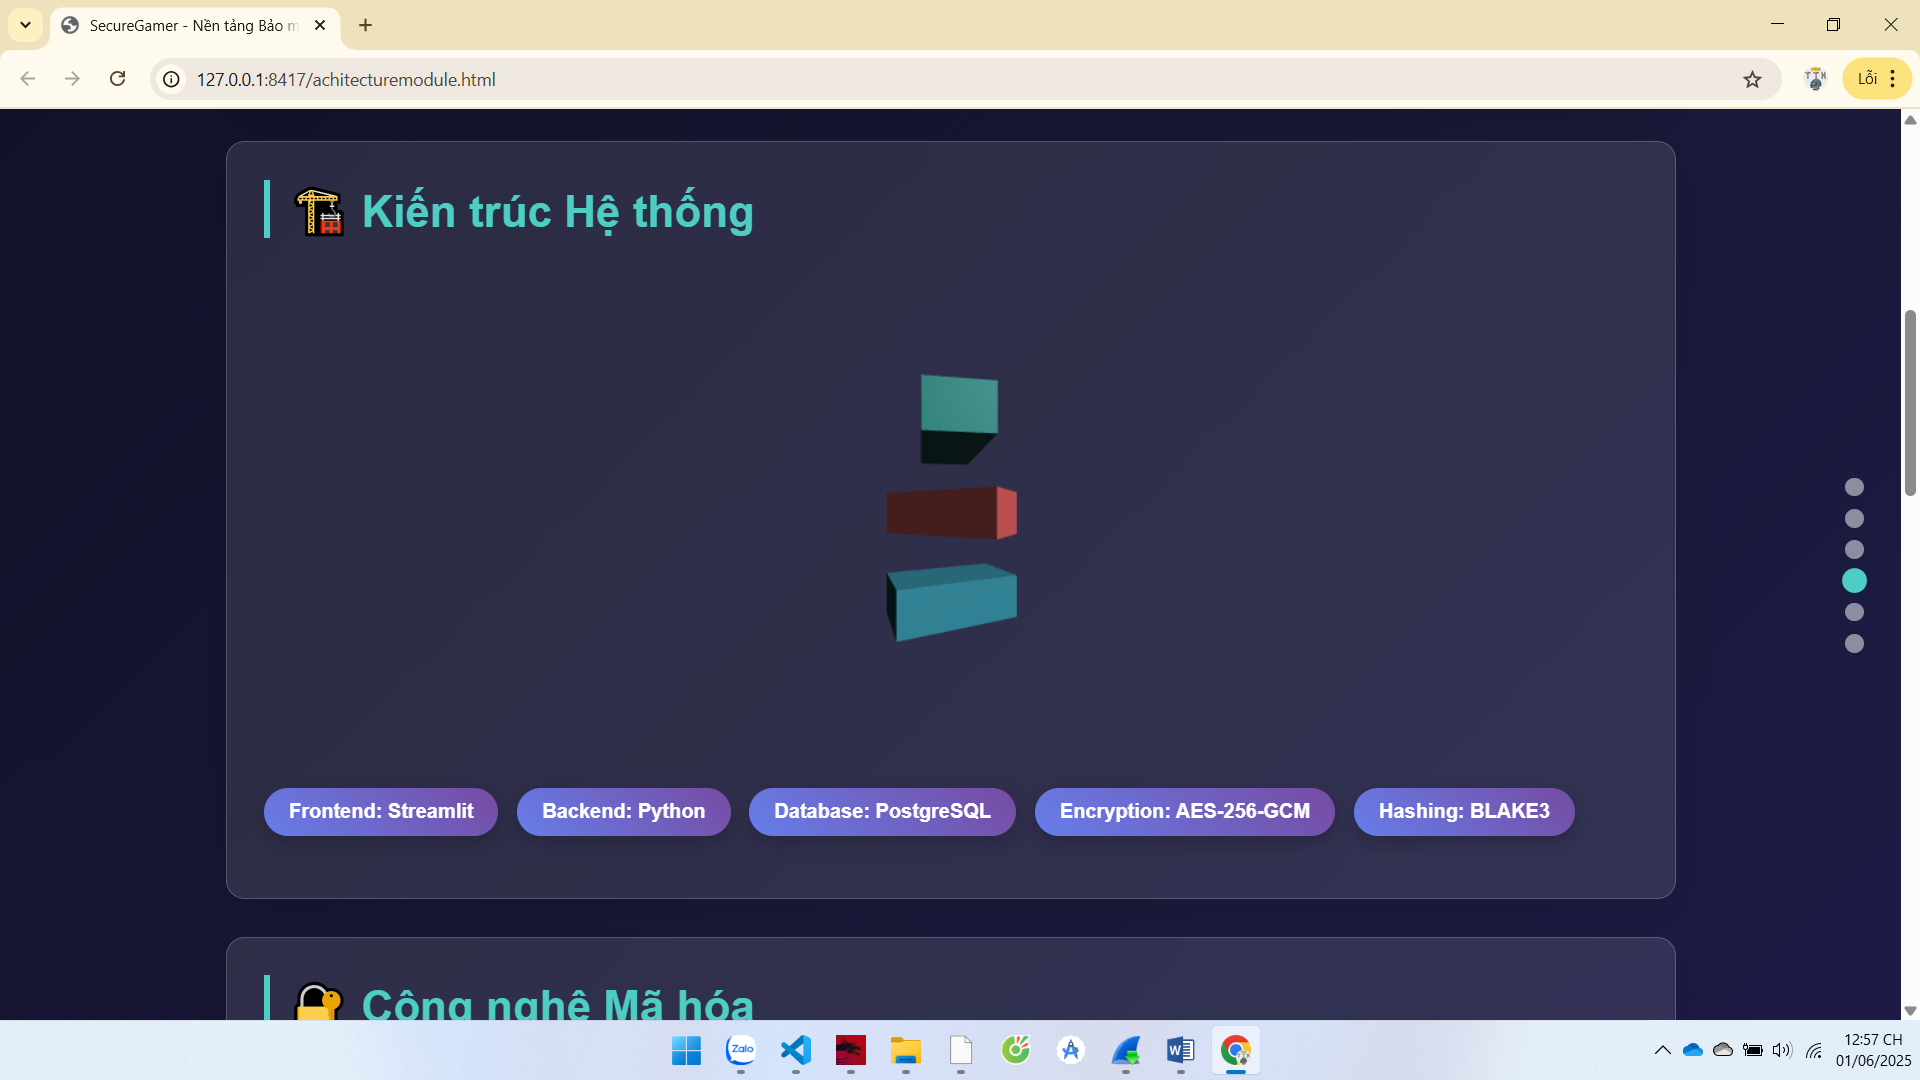 SecureGamer - Nền tảng Bảo m
127.0.0.1:8417/achitecturemodule.html
TTH
Lỗi
Kiến trúc Hệ thống
Frontend: Streamlit
Backend: Python
Database: PostgreSQL
Encryption: AES-256-GCM
Hashing: BLAKE3
Công nghệ Mã hóa
Zalo
12:57 CH
01/06/2025